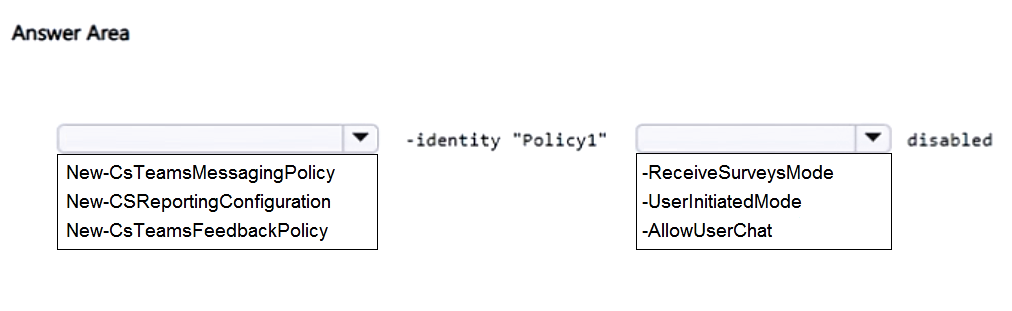 Answer Area
-identity "Policy1" disabled
New-CsTeamsMessagingPolicy
New-CSReportingConfiguration
New-CsTeamsFeedbackPolicy
-ReceiveSurveysMode
-UserInitiatedMode
-AllowUserChat